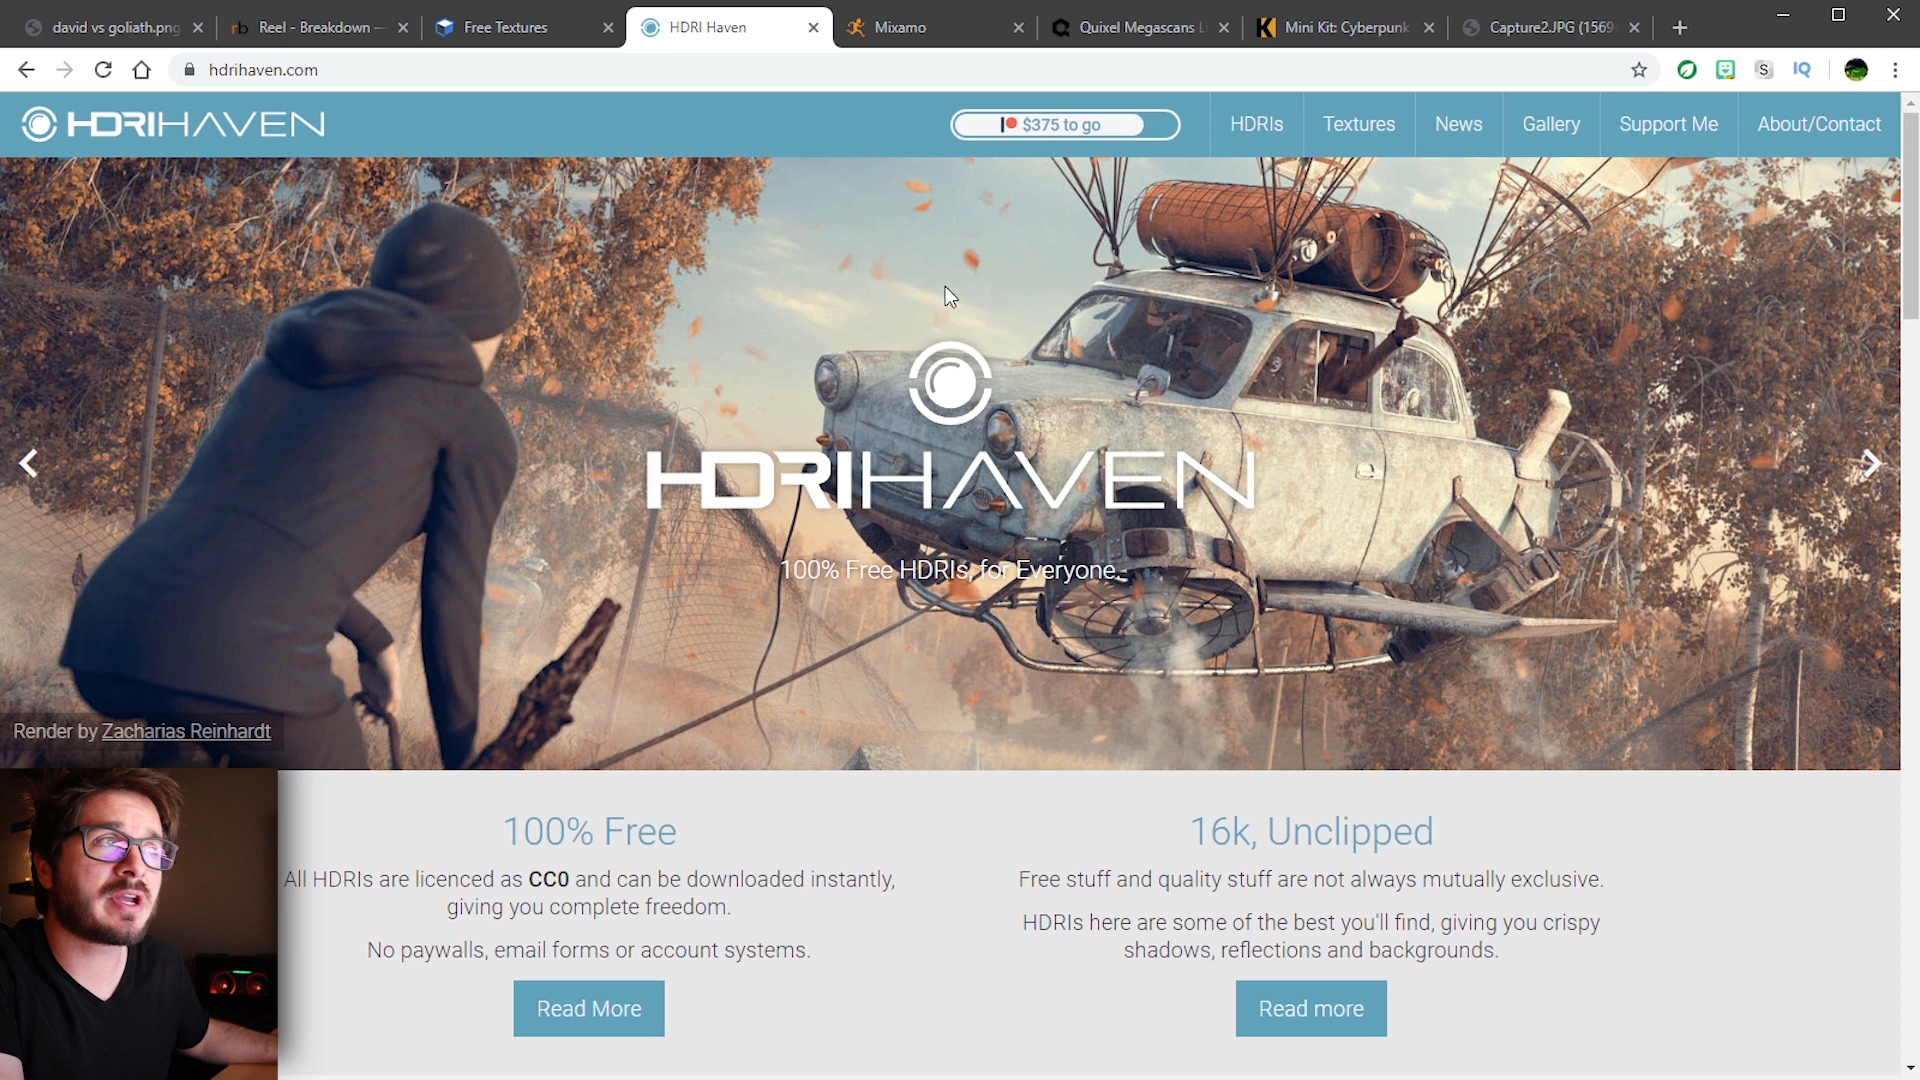 david vs goliath.png
rb Reel - Breakdown —
Free Textures
HDRI Haven
Mixamo
Quixel Megascans Li
K Mini Kit: Cyberpunk
Capture2.JPG (1569
hdrihaven.com
S
IQ
HDRIHAVEN
$375 to go
HDRIs
Textures
News
Gallery
Support Me
About/Contact
HDRIHAVEN
100% Free HDRIs, for Everyone.
Render by Zacharias Reinhardt
100% Free
All HDRIs are licenced as CC0 and can be downloaded instantly,
giving you complete freedom.
No paywalls, email forms or account systems.
Read More
16k, Unclipped
Free stuff and quality stuff are not always mutually exclusive.
HDRIs here are some of the best you'll find, giving you crispy
shadows, reflections and backgrounds.
Read more